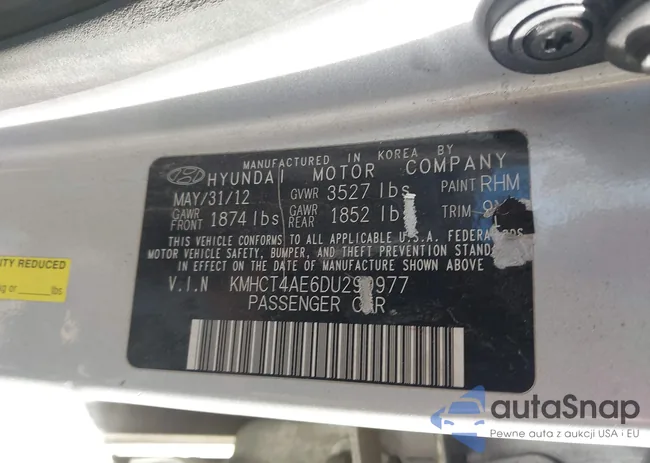 MANUFACTURED IN KOREA BY
HYUNDAI MOTOR COMPANY
MAY/31/12 GVWR 3527 lbs PAINT RHM
GAWR FRONT 1874 lbs GAWR REAR 1852 lbs TRIM
THIS VEHICLE CONFORMS TO ALL APPLICABLE U.S.A. FEDERAL
MOTOR VEHICLE SAFETY, BUMPER, AND THEFT PREVENTION
IN EFFECT ON THE DATE OF MANUFACTURE SHOWN ABOVE
V.I.N
PASSENGER CAR
TY REDUCED
lbs
autaSnap
Pewne auta z aukcji USA i EU